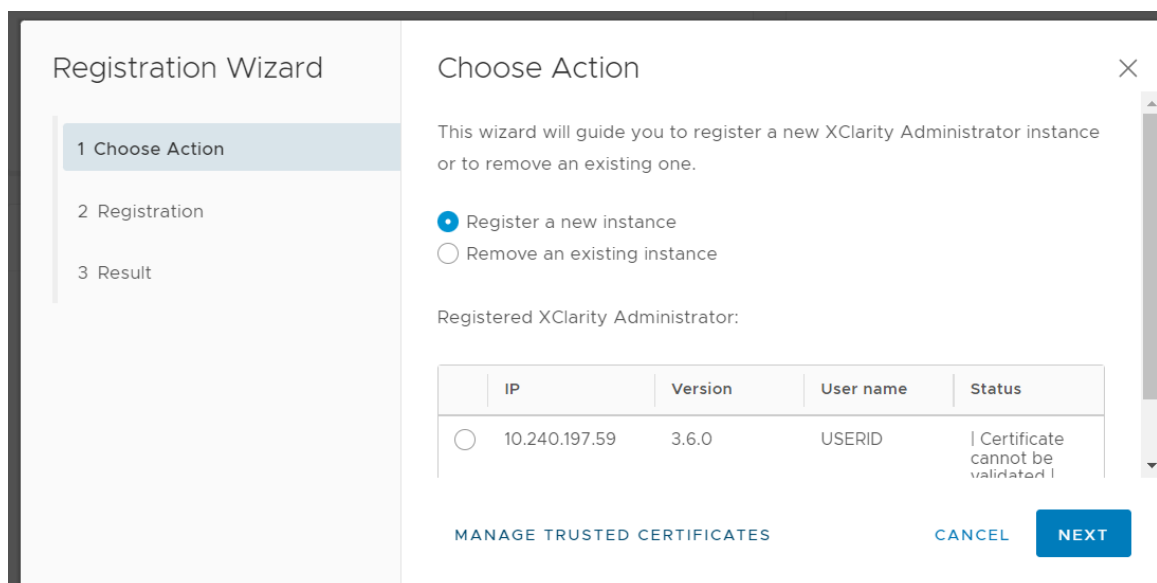 Registration Wizard
1 Choose Action
2 Registration
3 Result
Choose Action
This wizard will guide you to register a new XClarity Administrator instance
or to remove an existing one.
Register a new instance
Remove an existing instance
Registered XClarity Administrator:
IP Version User name Status
10.240.197.59 3.6.0 USERID | Certificate
cannot be
validated |
MANAGE TRUSTED CERTIFICATES CANCEL NEXT